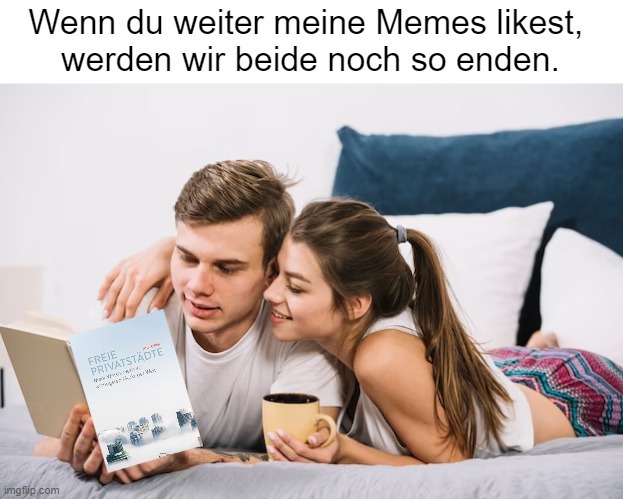 Wenn du weiter meine Memes likest,
werden wir beide noch so enden.
FREIE
PRIVATSTÄDTE
imgflip.com